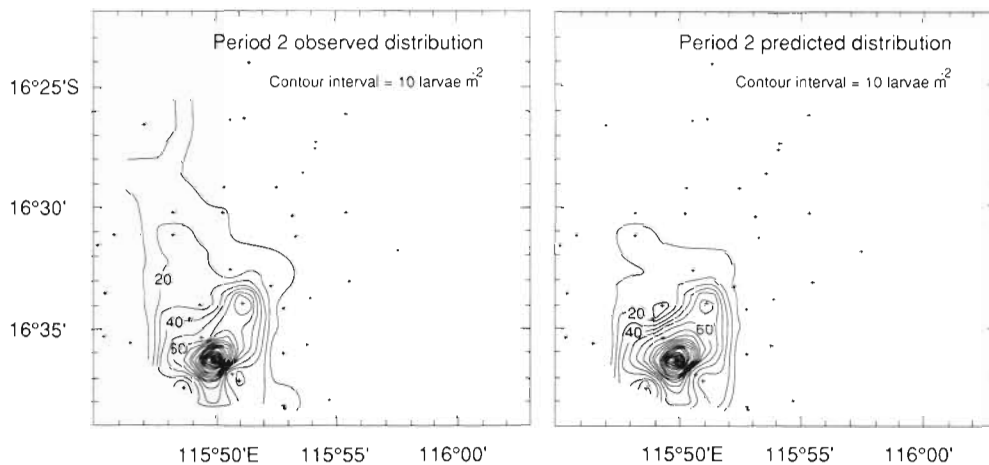 Period 2 observed distribution
Contour interval = 10 larvae m⁻²
16°25'S
16°30'
16°35'
20
40
60
115°50'E
115°55'
116°00'
Period 2 predicted distribution
Contour interval = 10 larvae m⁻²
20
40
60
115°50'E
115°55'
116°00'